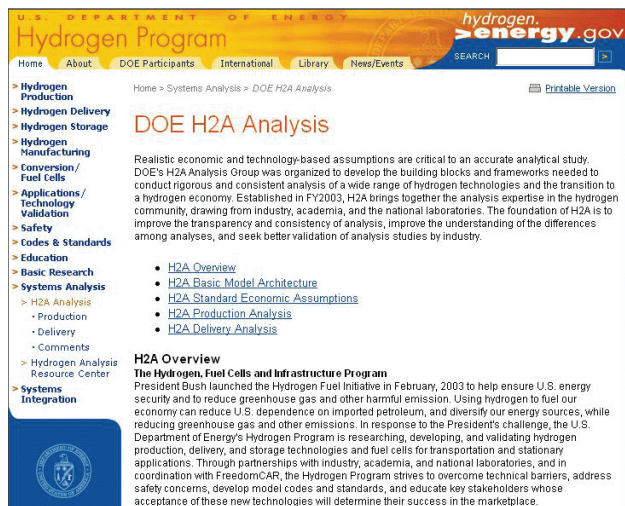 U.S. DEPARTMENT OF ENERGY
Hydrogen Program
hydrogen.
>energy.gov
Home About DOE Participants International Library News/Events
SEARCH >
> Hydrogen
Production
> Hydrogen Delivery
> Hydrogen Storage
> Hydrogen
Manufacturing
> Conversion/
Fuel Cells
> Applications/
Technology
Validation
> Safety
> Codes & Standards
> Education
> Basic Research
> Systems Analysis
> H2A Analysis
• Production
• Delivery
• Comments
> Hydrogen Analysis
Resource Center
> Systems
Integration
Home > Systems Analysis > DOE H2A Analysis
Printable Version
DOE H2A Analysis
Realistic economic and technology-based assumptions are critical to an accurate analytical study.
DOE's H2A Analysis Group was organized to develop the building blocks and frameworks needed to
conduct rigorous and consistent analysis of a wide range of hydrogen technologies and the transition to
a hydrogen economy. Established in FY2003, H2A brings together the analysis expertise in the hydrogen
community, drawing from industry, academia, and the national laboratories. The foundation of H2A is to
improve the transparency and consistency of analysis, improve the understanding of the differences
among analyses, and seek better validation of analysis studies by industry.
• H2A Overview
• H2A Basic Model Architecture
• H2A Standard Economic Assumptions
• H2A Production Analysis
• H2A Delivery Analysis
H2A Overview
The Hydrogen, Fuel Cells and Infrastructure Program
President Bush launched the Hydrogen Fuel Initiative in February, 2003 to help ensure U.S. energy
security and to reduce greenhouse gas and other harmful emission. Using hydrogen to fuel our
economy can reduce U.S. dependence on imported petroleum, and diversify our energy sources, while
reducing greenhouse gas and other emissions. In response to the President's challenge, the U.S.
Department of Energy's Hydrogen Program is researching, developing, and validating hydrogen
production, delivery, and storage technologies and fuel cells for transportation and stationary
applications. Through partnerships with industry, academia, and national laboratories, and in
coordination with FreedomCAR, the Hydrogen Program strives to overcome technical barriers, address
safety concerns, develop model codes and standards, and educate key stakeholders whose
acceptance of these new technologies will determine their success in the marketplace.